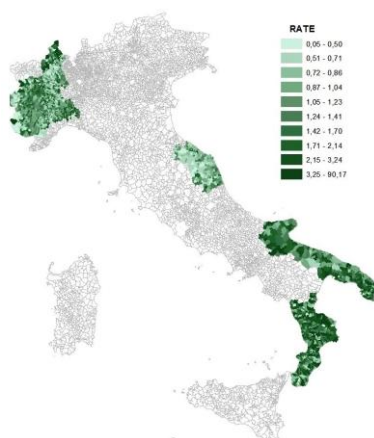 RATE
0,05 - 0,50
0,51 - 0,71
0,72 - 0,86
0,87 - 1,04
1,05 - 1,23
1,24 - 1,41
1,42 - 1,70
1,71 - 2,14
2,15 - 3,24
3,25 - 90,17